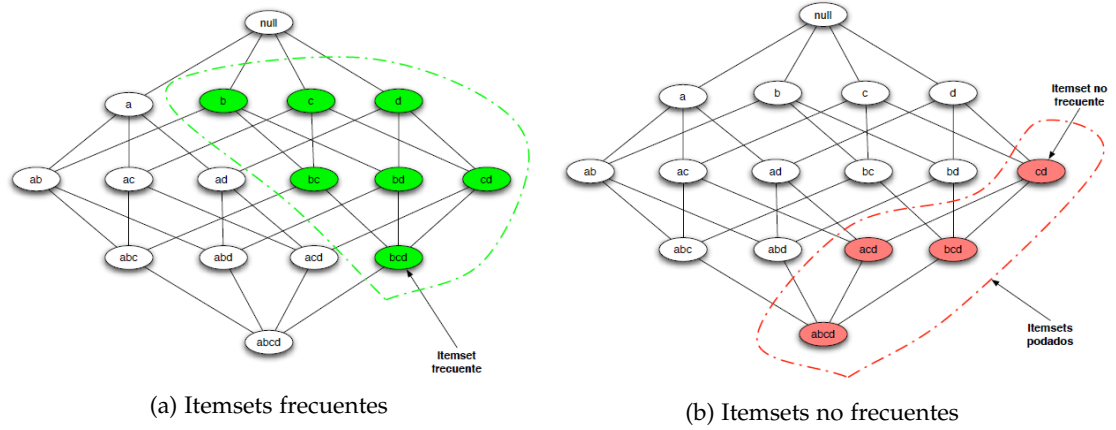 null
a
b
c
d
ab
ac
ad
bc
bd
cd
abc
abd
acd
bcd
abcd
Itemset
frecuente
(a) Itemsets frecuentes
null
Itemset no
frecuente
a
b
c
d
ab
ac
ad
bc
bd
cd
abc
abd
acd
bcd
abcd
Itemsets
podados
(b) Itemsets no frecuentes